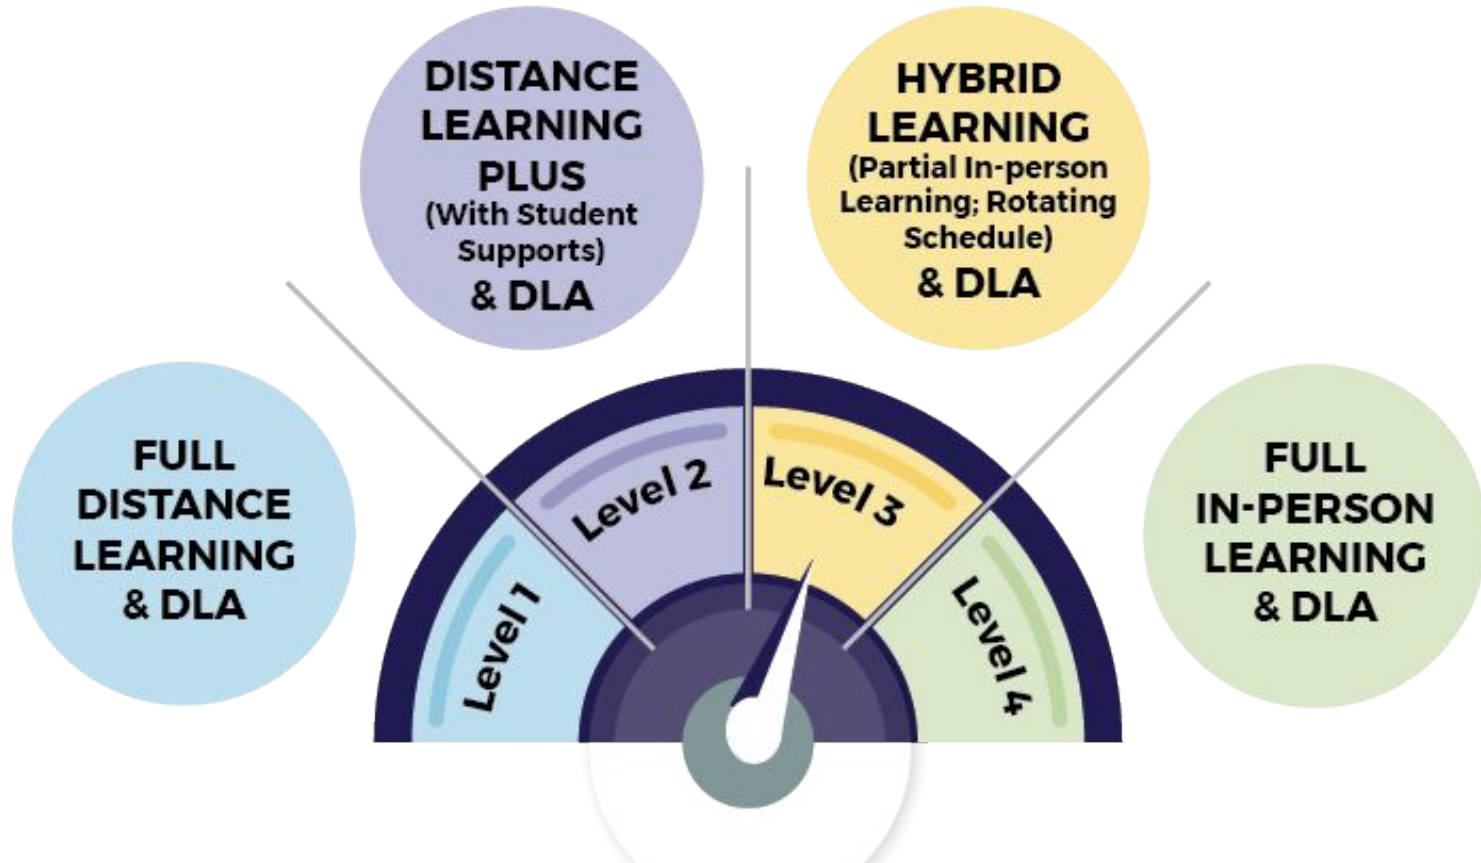 DISTANCE
LEARNING
PLUS
(With Student
Supports)
& DLA
HYBRID
LEARNING
(Partial In-person
Learning; Rotating
Schedule)
& DLA
FULL
DISTANCE
LEARNING
& DLA
FULL
IN-PERSON
LEARNING
& DLA
Level 1
Level 2
Level 3
Level 4